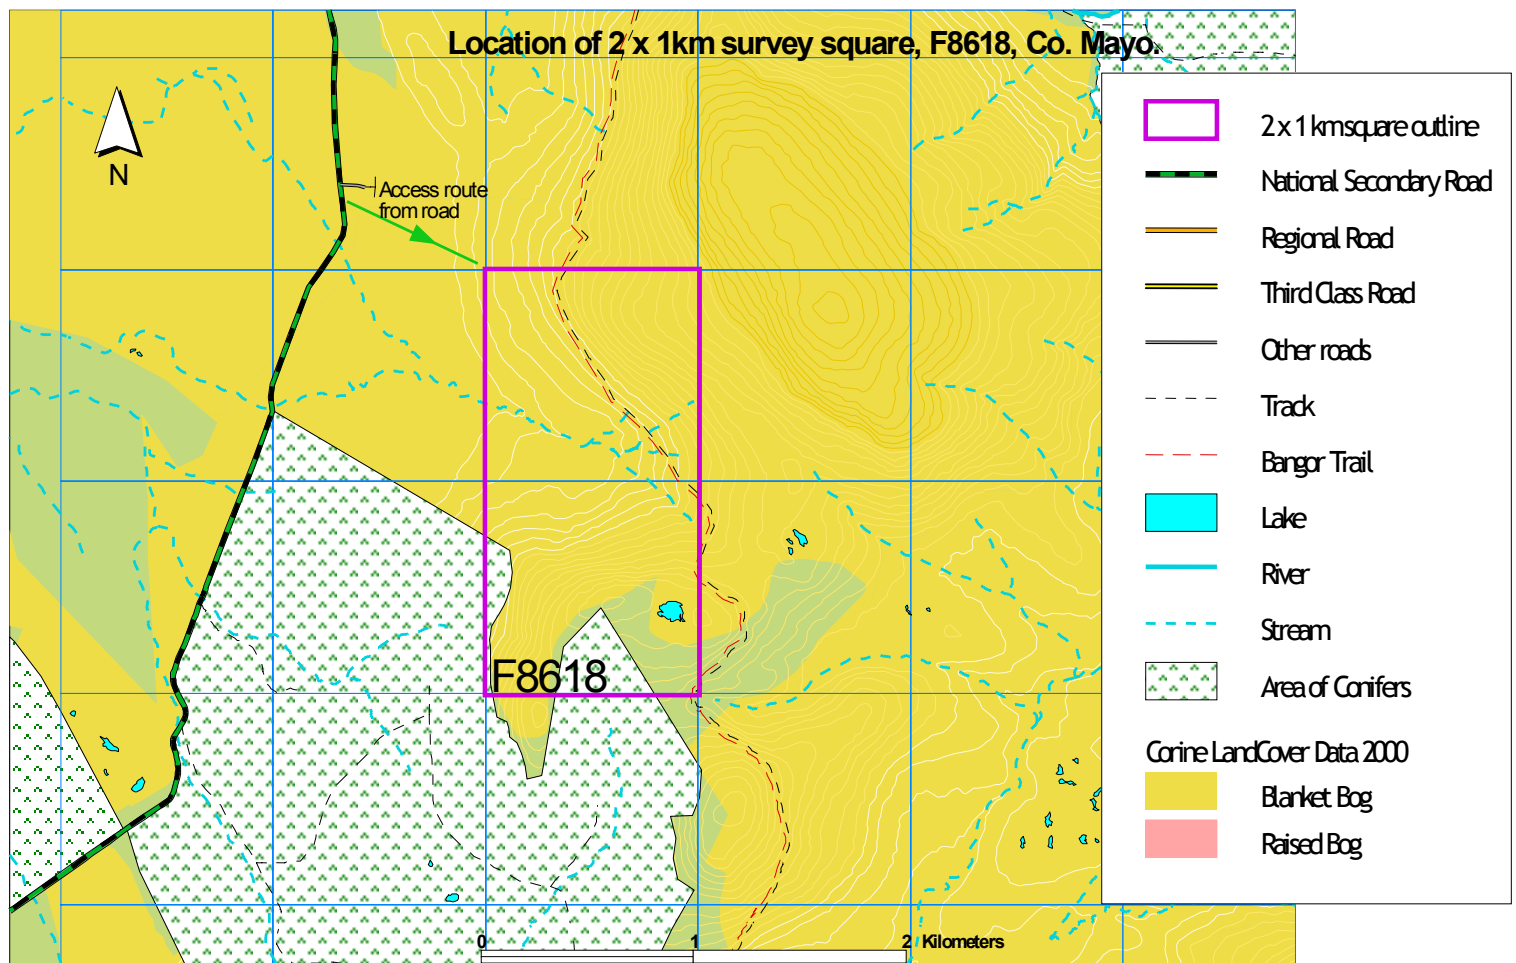 Location of 2 x 1km survey square, F8618, Co. Mayo.
N
Access route
from road
F8618
2 x 1 km square outline
National Secondary Road
Regional Road
Third Class Road
Other roads
Track
Bangor Trail
Lake
River
Stream
Area of Conifers
Corine LandCover Data 2000
Blanket Bog
Raised Bog
0 1 2 Kilometers